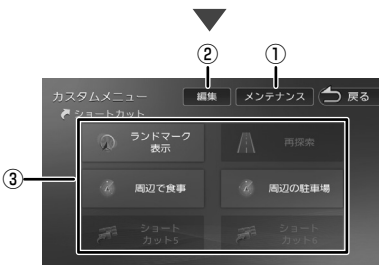 ② ①
カスタムメニュー 編集 メンテナンス 戻る
ショートカット
ランドマーク
表示
再探索
③
周辺で食事 周辺の駐車場
ショート
カット5
ショート
カット6